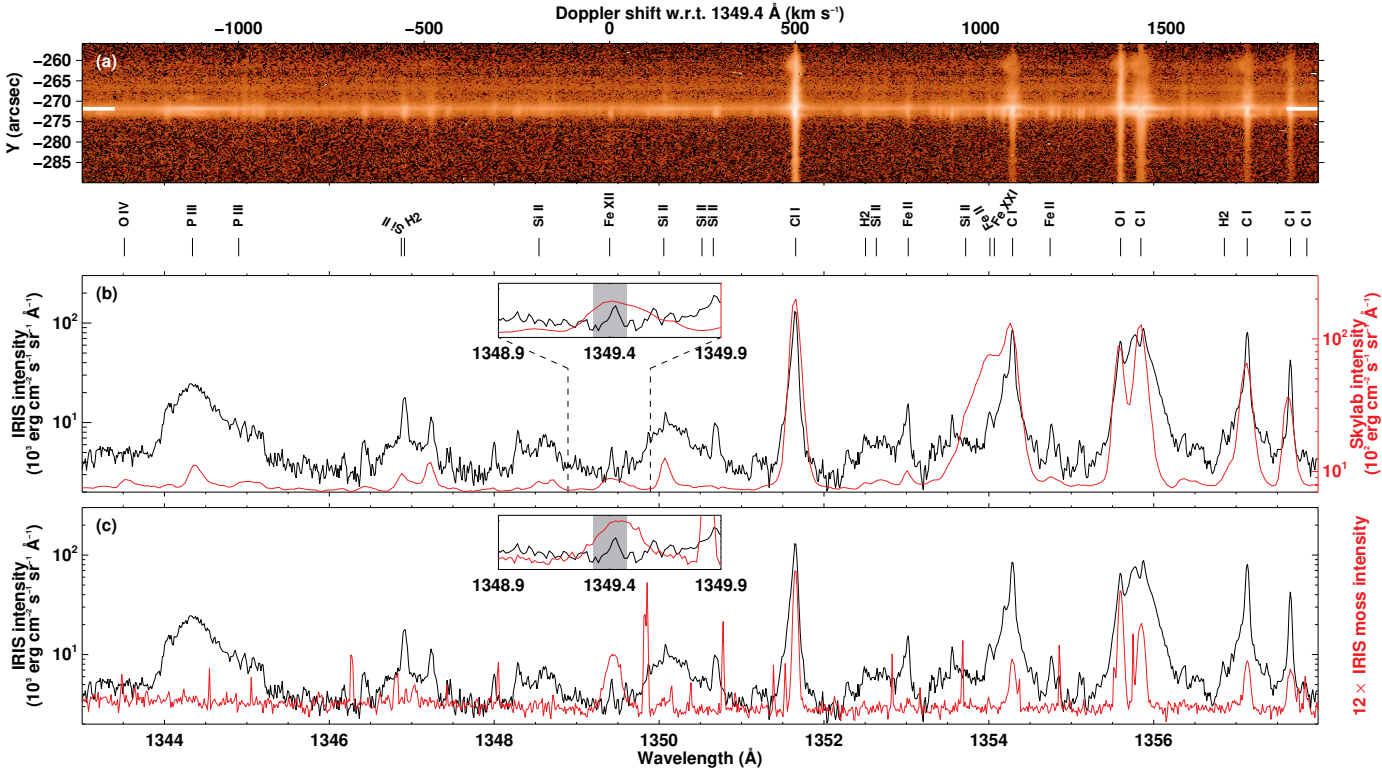 Doppler shift w.r.t. 1349.4 Å (km s⁻¹)
−1000 −500 0 500 1000 1500
(a)
Y (arcsec)
−260
−265
−270
−275
−280
−285
O IV P III P III Si II H2 Si II Fe XII Si II Si II Si II Cl I H2 Si II Fe II Si II Fe II Fe XXI C I Fe II O I C I H2 C I C I C I
(b)
IRIS intensity
(10³ erg cm⁻² s⁻¹ sr⁻¹ Å⁻¹)
10²
10¹
1348.9 1349.4 1349.9
10²
10¹
Skylab intensity
(10² erg cm⁻² s⁻¹ sr⁻¹ Å⁻¹)
(c)
IRIS intensity
(10³ erg cm⁻² s⁻¹ sr⁻¹ Å⁻¹)
10²
10¹
1348.9 1349.4 1349.9
12× IRIS moss intensity
1344 1346 1348 1350 1352 1354 1356
Wavelength (Å)